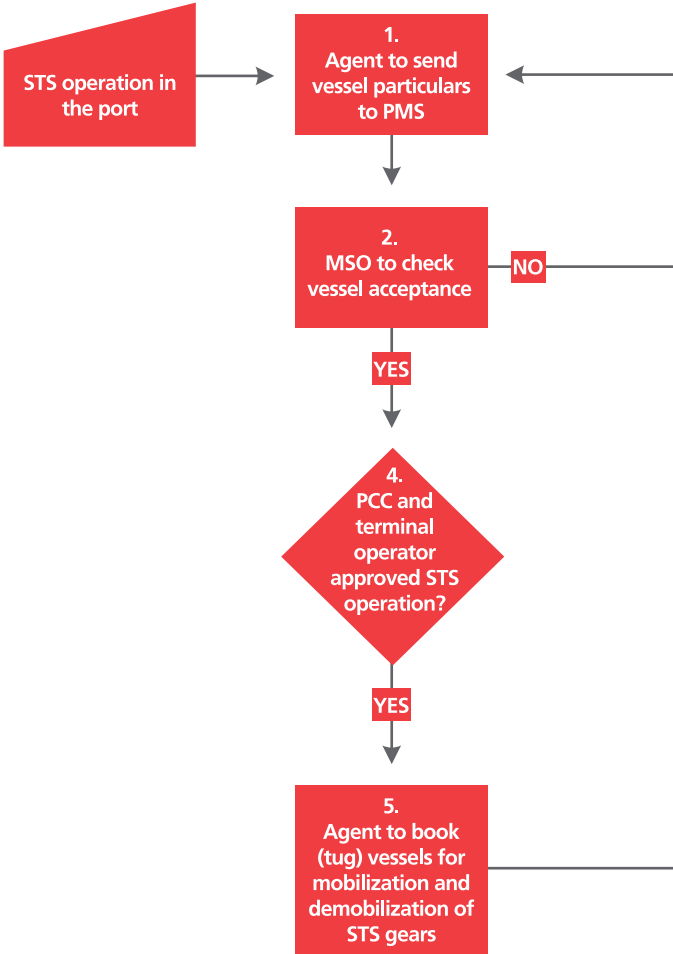 STS operation in
the port
1.
Agent to send
vessel particulars
to PMS
2.
MSO to check
vessel acceptance
NO
YES
4.
PCC and
terminal
operator
approved STS
operation?
YES
5.
Agent to book
(tug) vessels for
mobilization and
demobilization of
STS gears